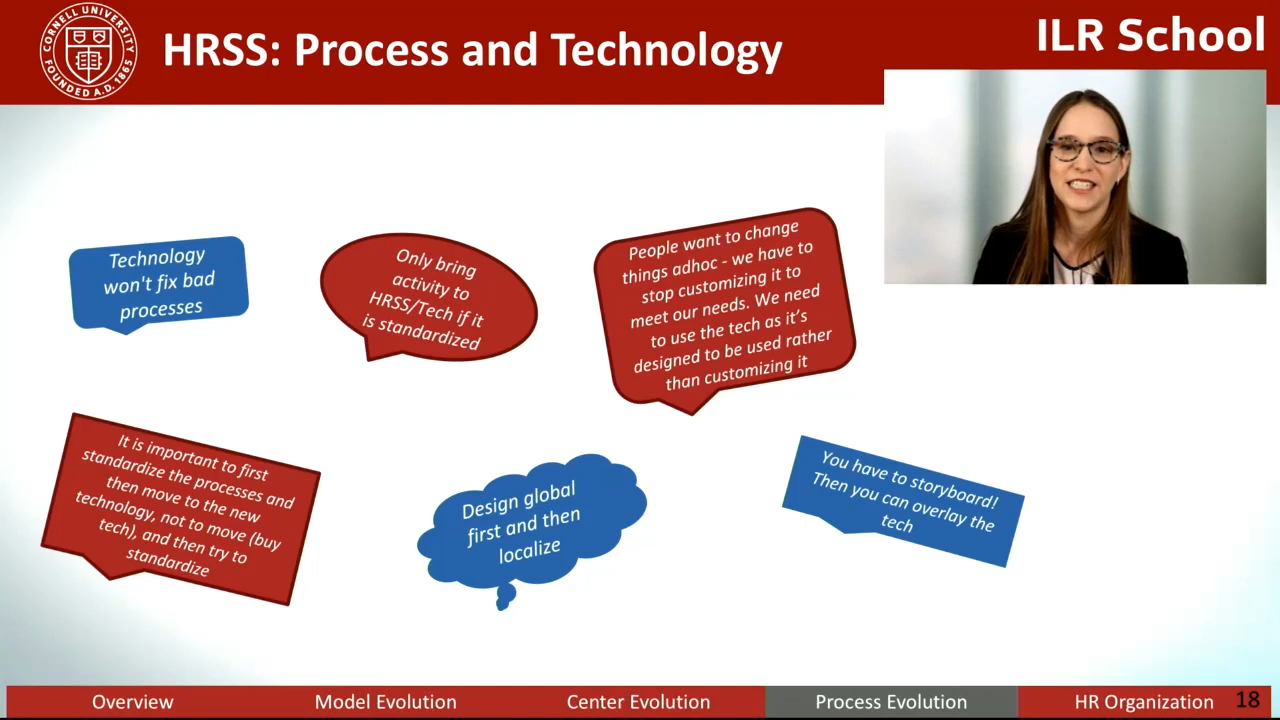 CORNELL UNIVERSITY
FOUNDED A.D. 1865
HRSS: Process and Technology
ILR School
Technology
won't fix bad
processes
Only bring
activity to
HRSS/Tech if it
is standardized
People want to change
things adhoc - we have to
stop customizing it to
meet our needs. We need
to use the tech as it’s
designed to be used rather
than customizing it
It is important to first
standardize the processes and
then move to the new
technology, not to move (buy
tech), and then try to
standardize
Design global
first and then
localize
You have to storyboard!
Then you can overlay the
tech
Overview
Model Evolution
Center Evolution
Process Evolution
HR Organization
18